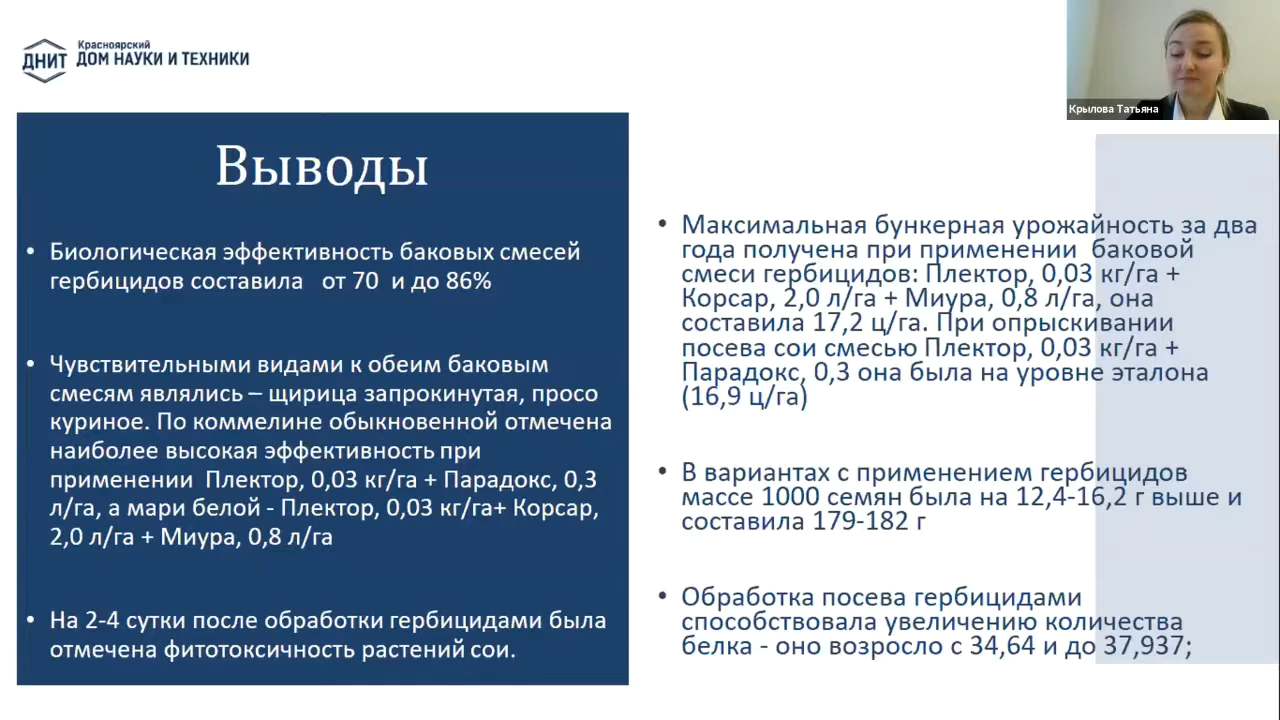 Красноярский
ДНИТ ДОМ НАУКИ И ТЕХНИКИ
Крылова Татьяна
Выводы
• Биологическая эффективность баковых смесей
гербицидов составила от 70 и до 86%
• Чувствительными видами к обеим баковым
смесям являлись – щирица запрокинутая, просо
куриное. По коммелине обыкновенной отмечена
наиболее высокая эффективность при
применении Плектор, 0,03 кг/га + Парадокс, 0,3
л/га, а мари белой - Плектор, 0,03 кг/га+ Корсар,
2,0 л/га + Миура, 0,8 л/га
• На 2-4 сутки после обработки гербицидами была
отмечена фитотоксичность растений сои.
• Максимальная бункерная урожайность за два
года получена при применении баковой
смеси гербицидов: Плектор, 0,03 кг/га +
Корсар, 2,0 л/га + Миура, 0,8 л/га, она
составила 17,2 ц/га. При опрыскивании
посева сои смесью Плектор, 0,03 кг/га +
Парадокс, 0,3 она была на уровне эталона
(16,9 ц/га)
• В вариантах с применением гербицидов
массе 1000 семян была на 12,4-16,2 г выше и
составила 179-182 г
• Обработка посева гербицидами
способствовала увеличению количества
белка - оно возросло с 34,64 и до 37,937;